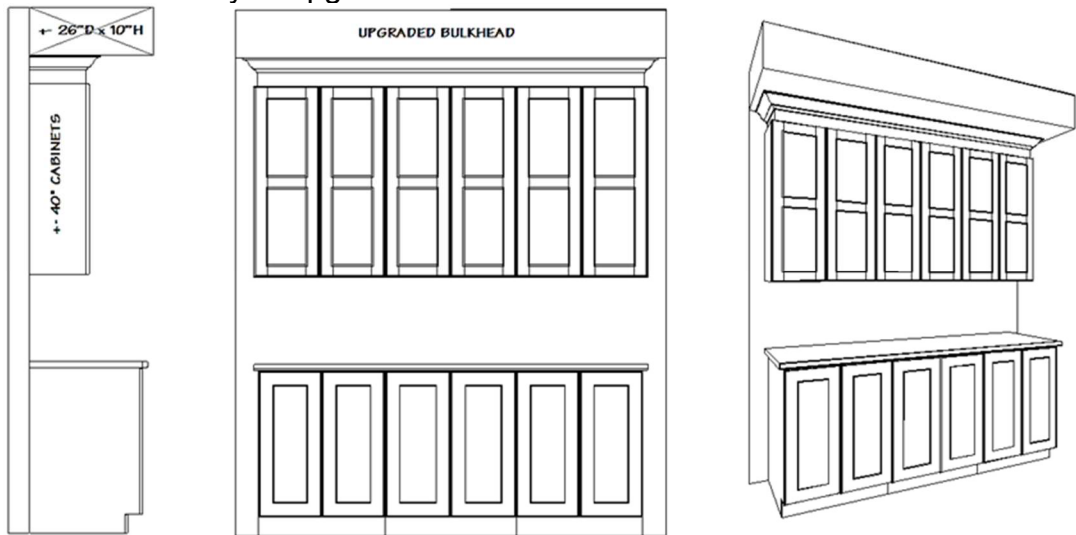 +- 26"D x 10"H
UPGRADED BULKHEAD
+- 40" CABINETS